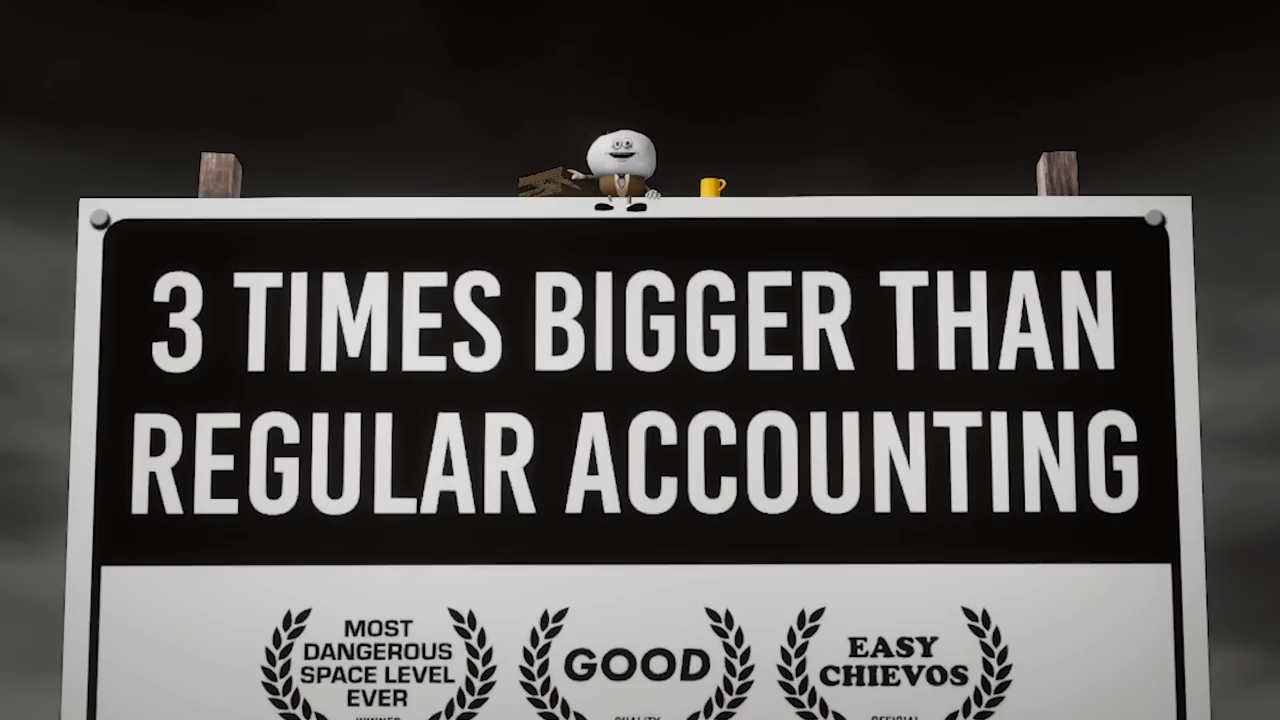 3 TIMES BIGGER THAN
REGULAR ACCOUNTING
MOST
DANGEROUS
SPACE LEVEL
EVER
GOOD
EASY
CHIEVOS